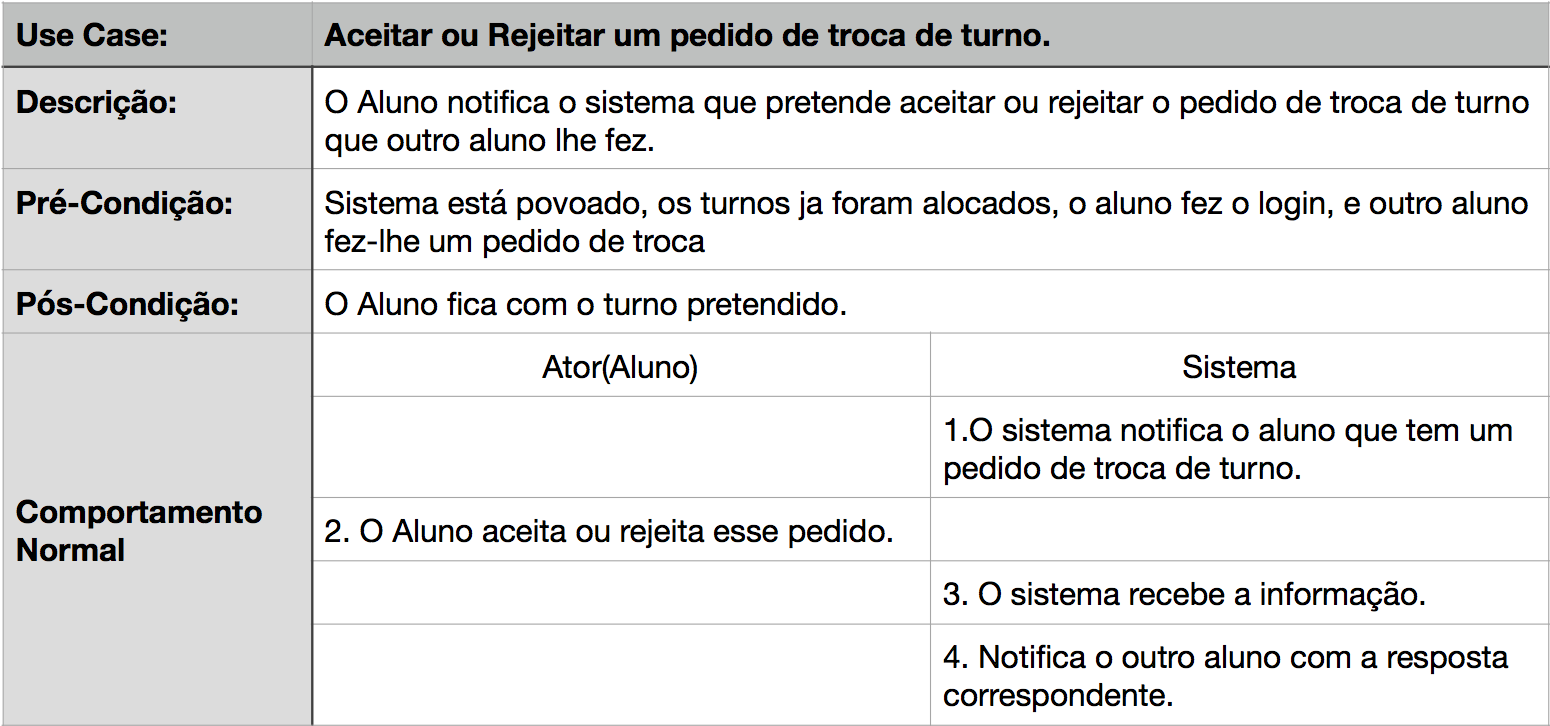 Use Case:
Aceitar ou Rejeitar um pedido de troca de turno.
Descrição:
O Aluno notifica o sistema que pretende aceitar ou rejeitar o pedido de troca de turno
que outro aluno lhe fez.
Pré-Condição:
Sistema está povoado, os turnos ja foram alocados, o aluno fez o login, e outro aluno
fez-lhe um pedido de troca
Pós-Condição:
O Aluno fica com o turno pretendido.
Comportamento
Normal
Ator(Aluno)
Sistema
1.O sistema notifica o aluno que tem um
pedido de troca de turno.
2. O Aluno aceita ou rejeita esse pedido.
3. O sistema recebe a informação.
4. Notifica o outro aluno com a resposta
correspondente.